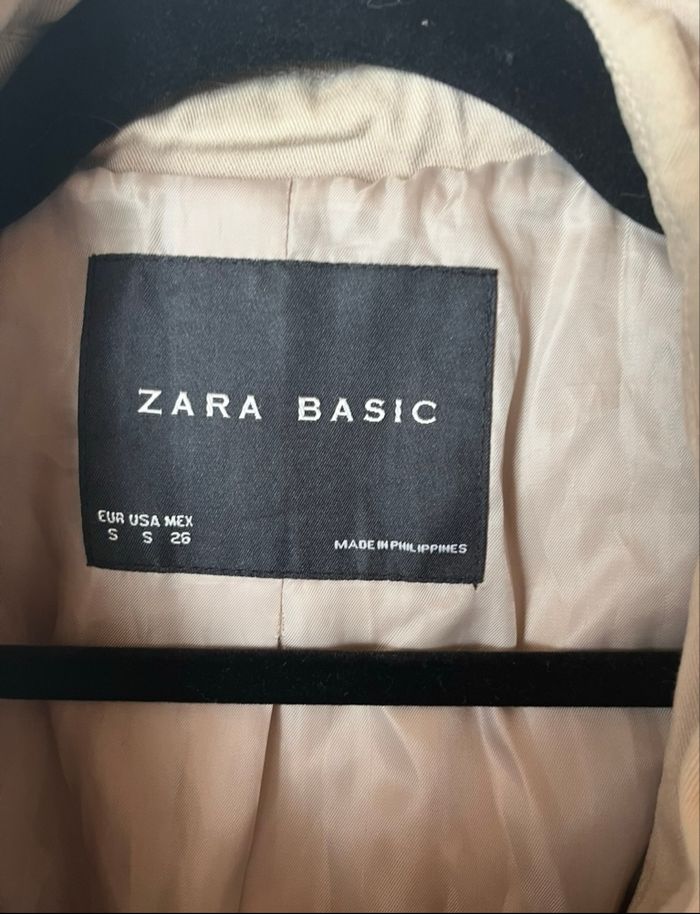 ZARA BASIC
EUR USA MEX
S S 26
MADE IN PHILIPPINES